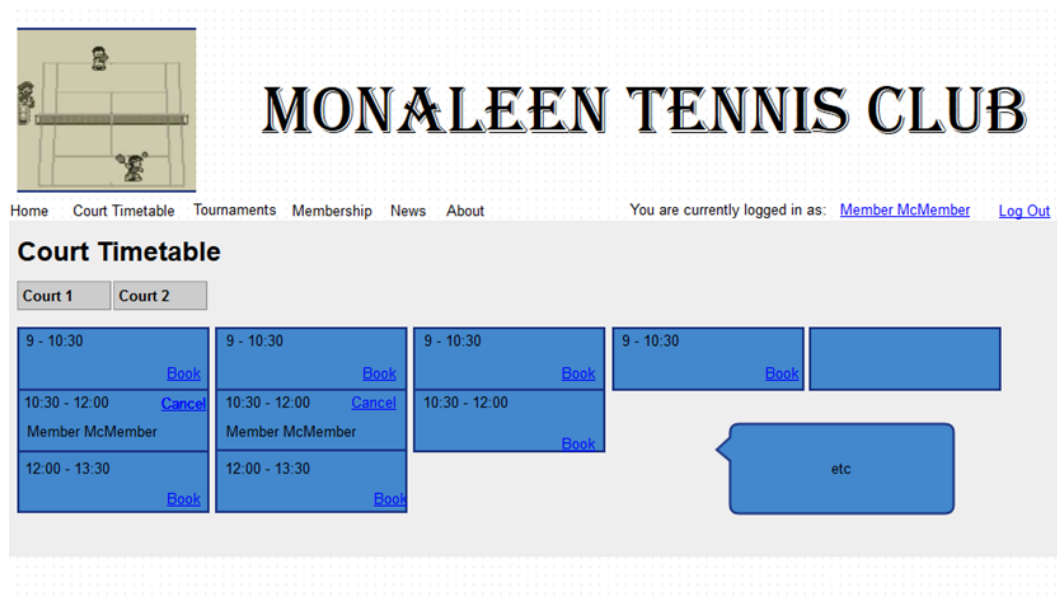 MONALEEN TENNIS CLUB
Home Court Timetable Tournaments Membership News About You are currently logged in as: Member McMember Log Out
Court Timetable
Court 1 Court 2
9 - 10:30 9 - 10:30 9 - 10:30 9 - 10:30
Book Book Book Book
10:30 - 12:00 Cancel 10:30 - 12:00 Cancel 10:30 - 12:00
Member McMember Member McMember
Book
12:00 - 13:30 12:00 - 13:30 etc
Book Book